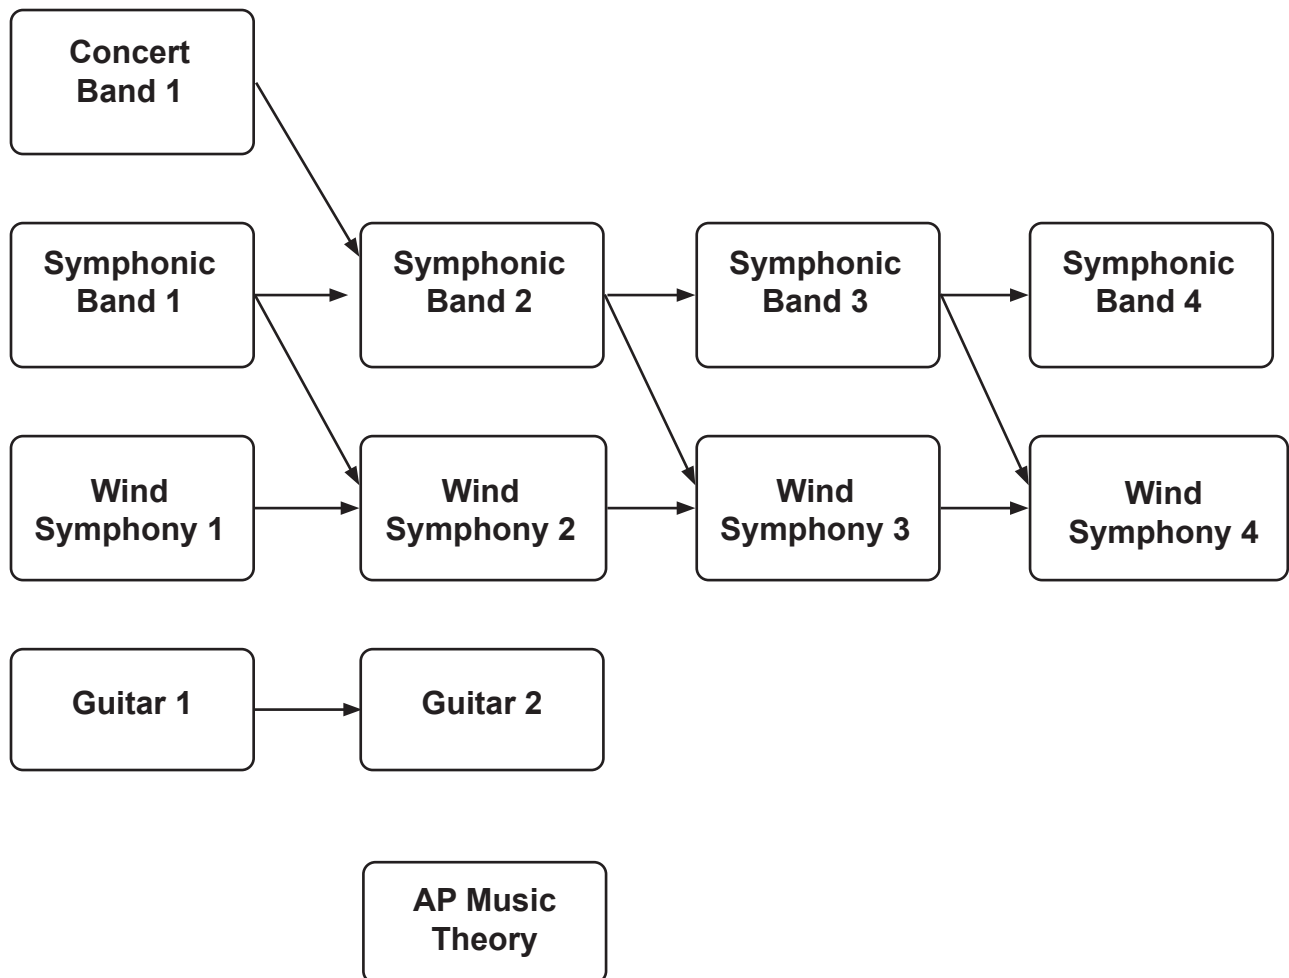 Concert
Band 1
Symphonic
Band 1
Symphonic
Band 2
Symphonic
Band 3
Symphonic
Band 4
Wind
Symphony 1
Wind
Symphony 2
Wind
Symphony 3
Wind
Symphony 4
Guitar 1
Guitar 2
AP Music
Theory